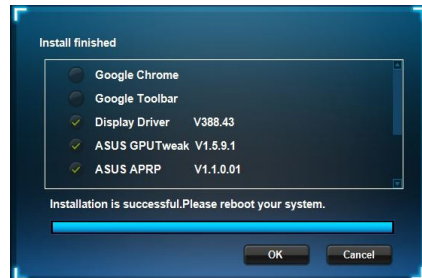 Install finished
Google Chrome
Google Toolbar
Display Driver V388.43
ASUS GPUTweak V1.5.9.1
ASUS APRP V1.1.0.01
Installation is successful.Please reboot your system.
OK Cancel